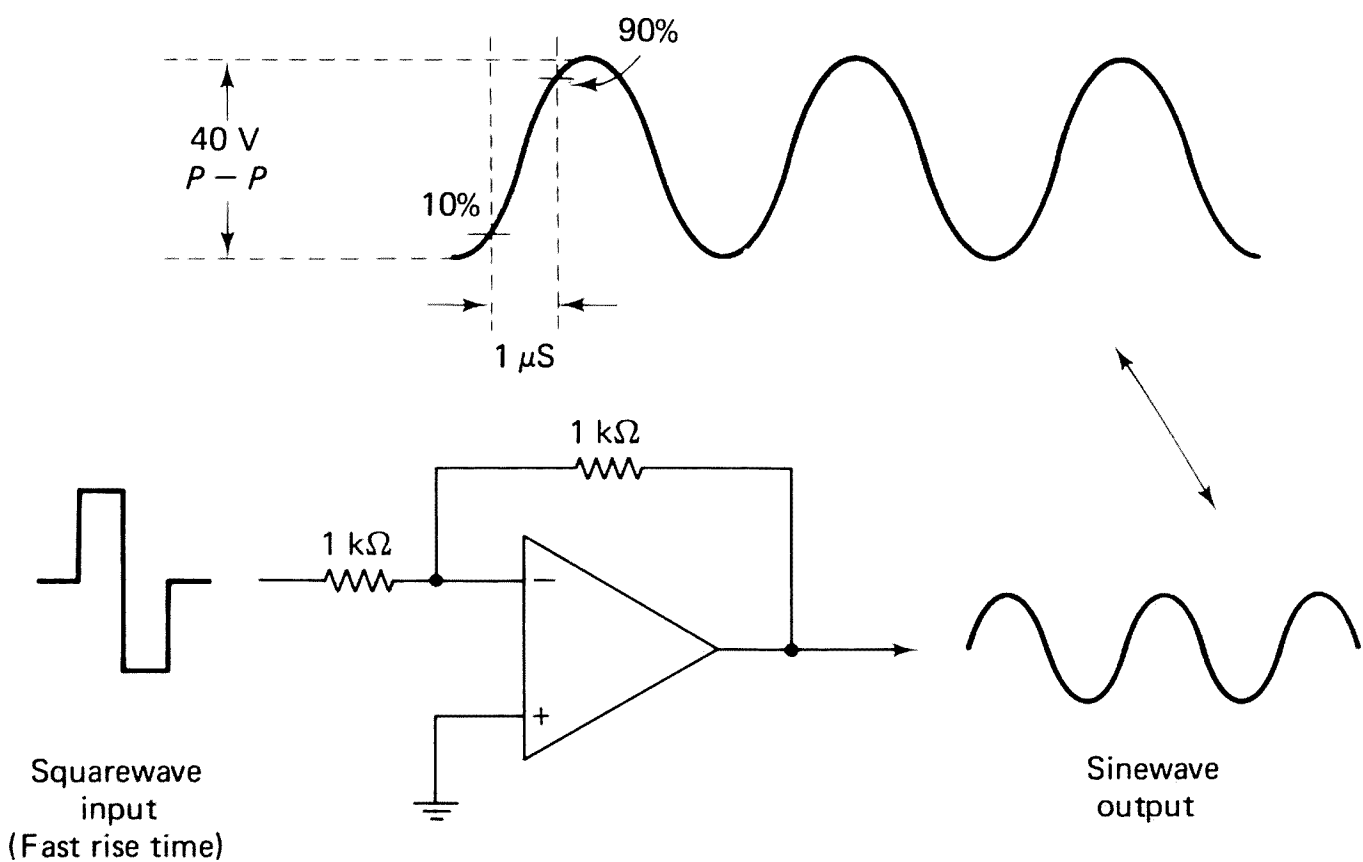 90%
40 V
P – P
10%
1 μS
1 kΩ
1 kΩ
−
+
Squarewave
input
(Fast rise time)
Sinewave
output